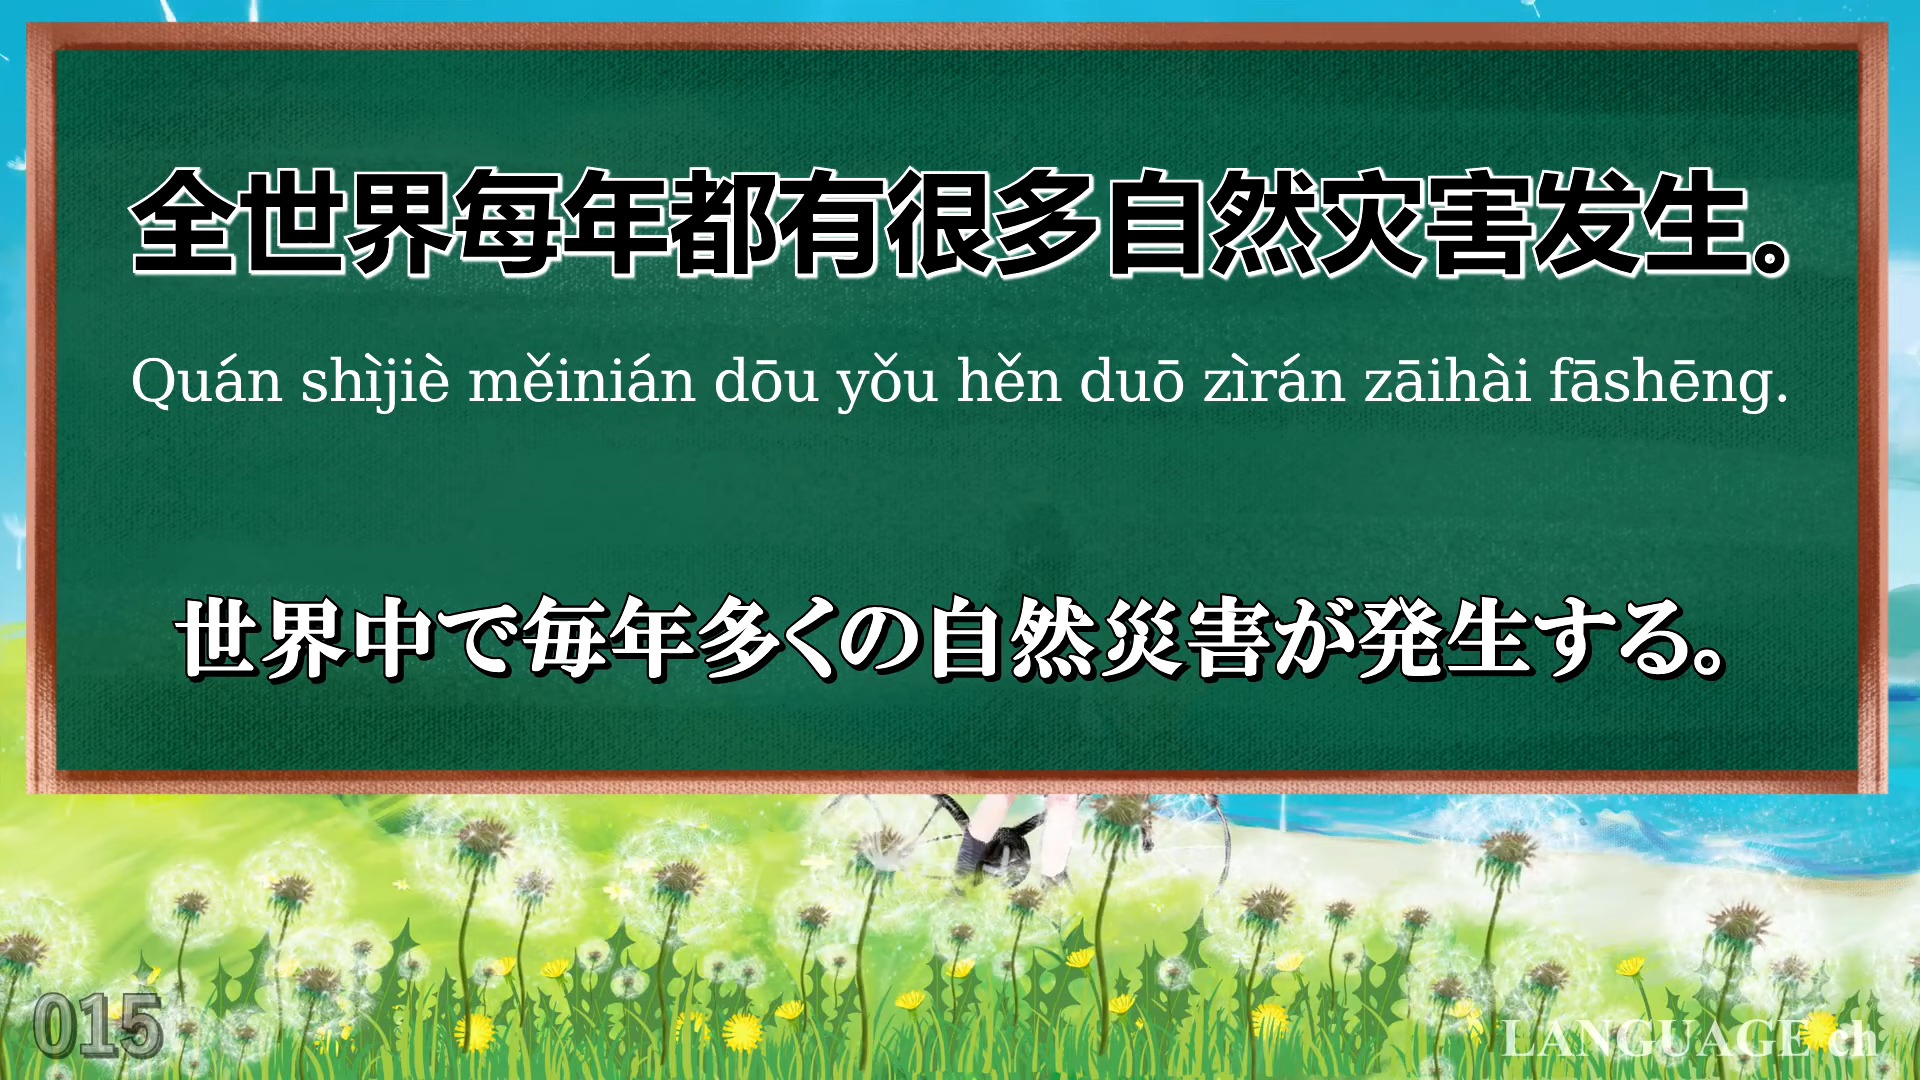 全世界每年都有很多自然灾害发生。
Quán shìjiè měinián dōu yǒu hěn duō zìrán zāihài fāshēng.
世界中で毎年多くの自然災害が発生する。
015
LANGUAGE ch